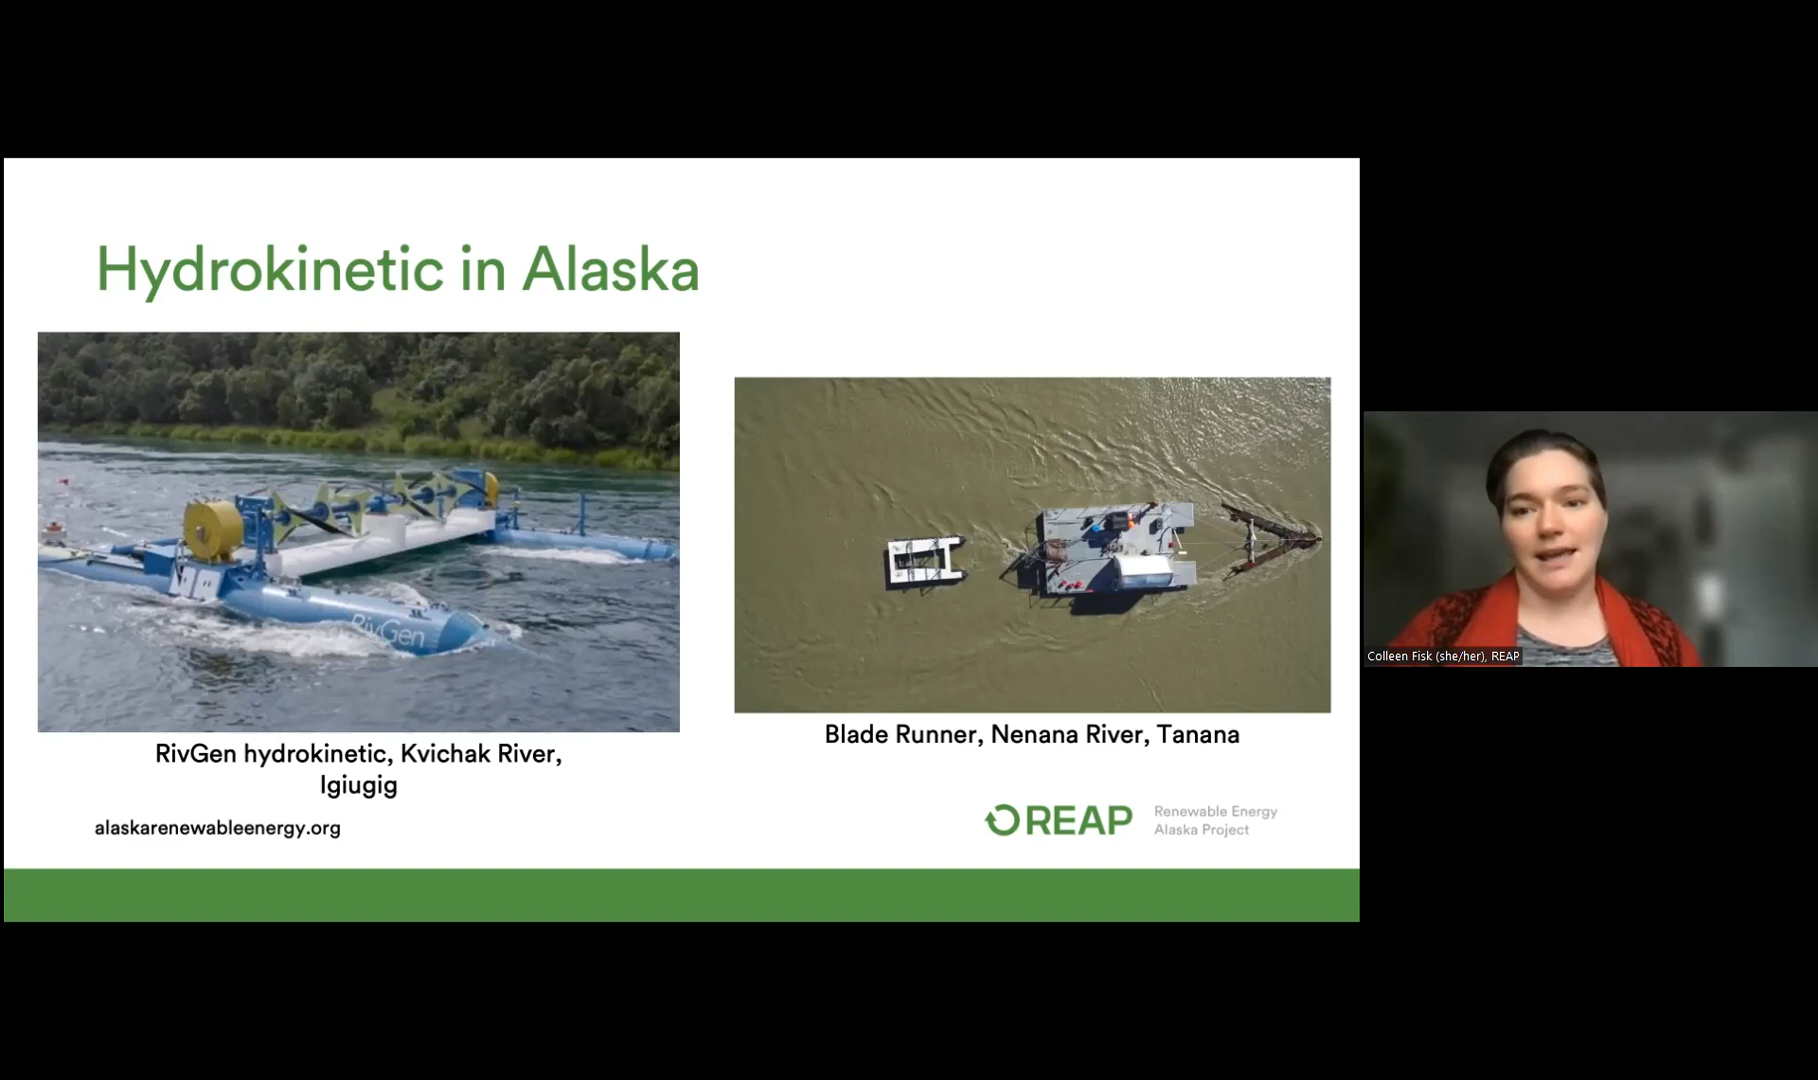 Hydrokinetic in Alaska
RivGen
RivGen hydrokinetic, Kvichak River,
Igiugig
Blade Runner, Nenana River, Tanana
alaskarenewableenergy.org
REAP
Renewable Energy
Alaska Project
Colleen Fisk (she/her), REAP